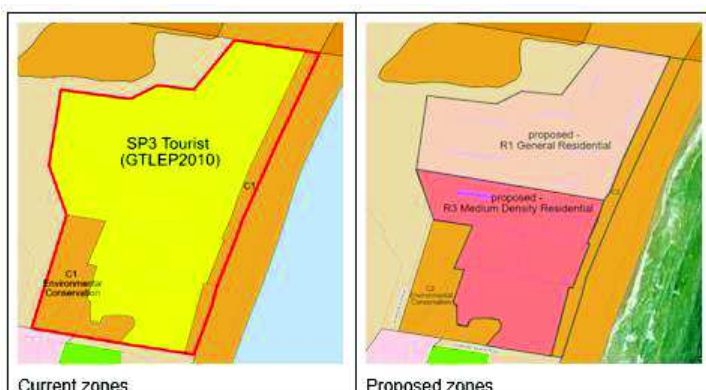 SP3 Tourist
(GTLEP2010)
C1
C1
Environmental
Conservation
Current zones
proposed -
R1 General Residential
proposed -
R3 Medium Density Residential
C2
Environmental
Conservation
Proposed zones